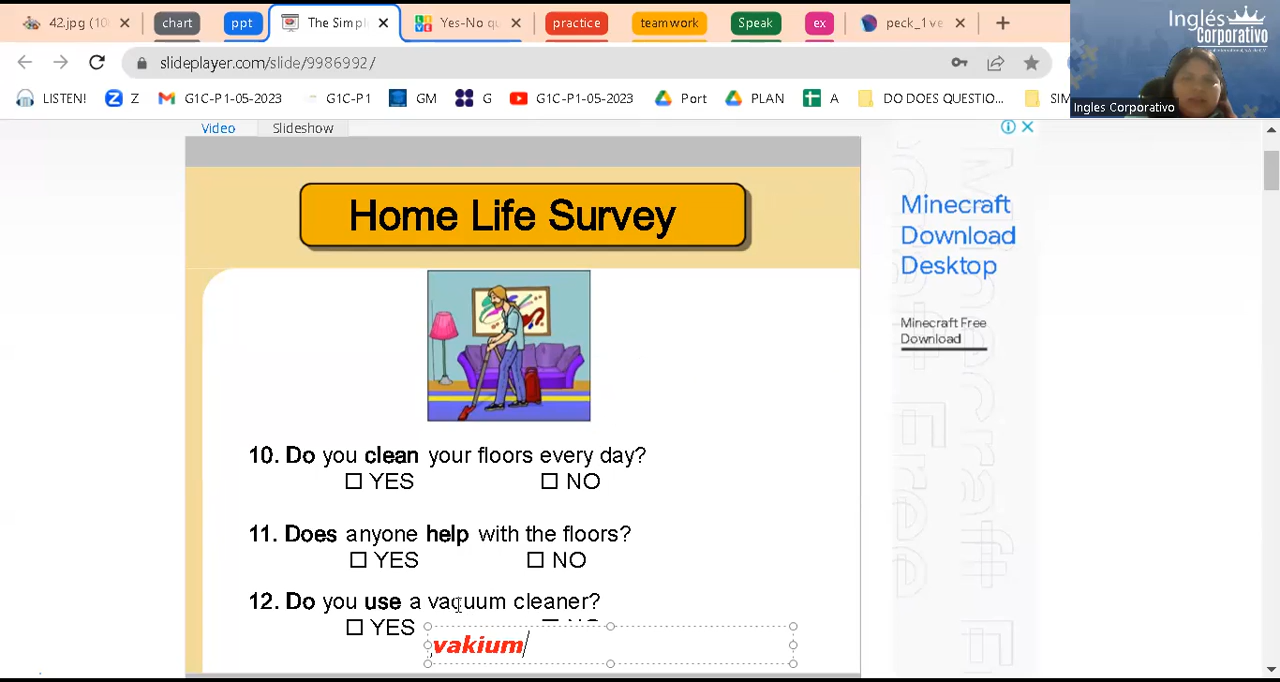 42.jpg (10
chart
ppt
The Simpl
Yes-No qu
practice
teamwork
Speak
ex
peck_1 ve
slideplayer.com/slide/9986992/
LISTEN!
Z
G1C-P1-05-2023
G1C-P1
GM
G
G1C-P1-05-2023
Port
PLAN
A
DO DOES QUESTIO...
SIM
Inglés
Corporativo
Ingles Corporativo
Video
Slideshow
Home Life Survey
10. Do you clean your floors every day?
☐ YES ☐ NO
11. Does anyone help with the floors?
☐ YES ☐ NO
12. Do you use a vacuum cleaner?
☐ YES
vakium
Minecraft
Download
Desktop
Minecraft Free
Download